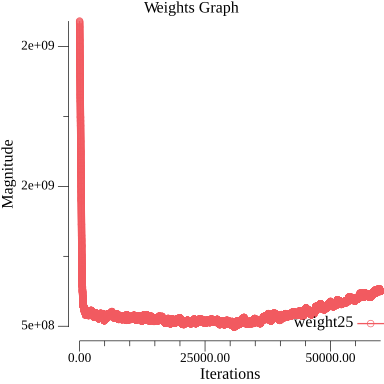 Weights Graph
2e+09
Magnitude
2e+09
weight25
5e+08
0.00 25000.00 50000.00
Iterations